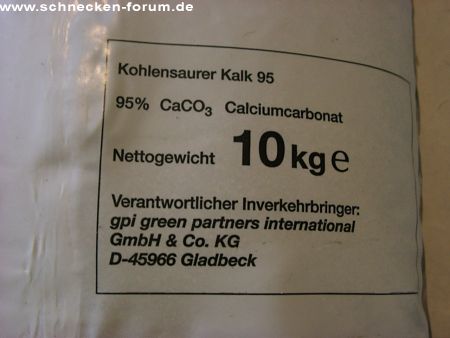 www.schnecken-forum.de
Kohlensaurer Kalk 95
95% CaCO₃ Calciumcarbonat
Nettogewicht 10kg℮
Verantwortlicher Inverkehrbringer:
gpi green partners international
GmbH & Co. KG
D-45966 Gladbeck